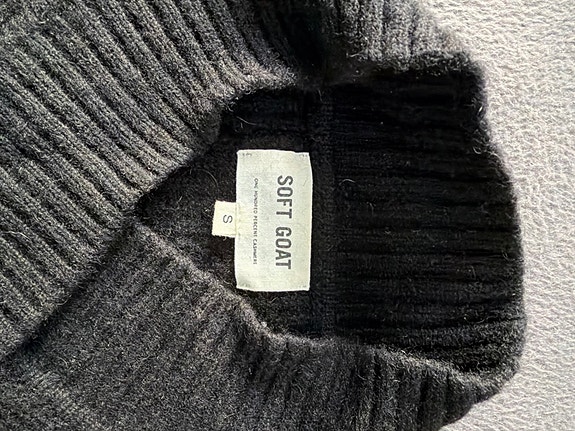 SOFT GOAT
ONE HUNDRED PERCENT CASHMERE
S